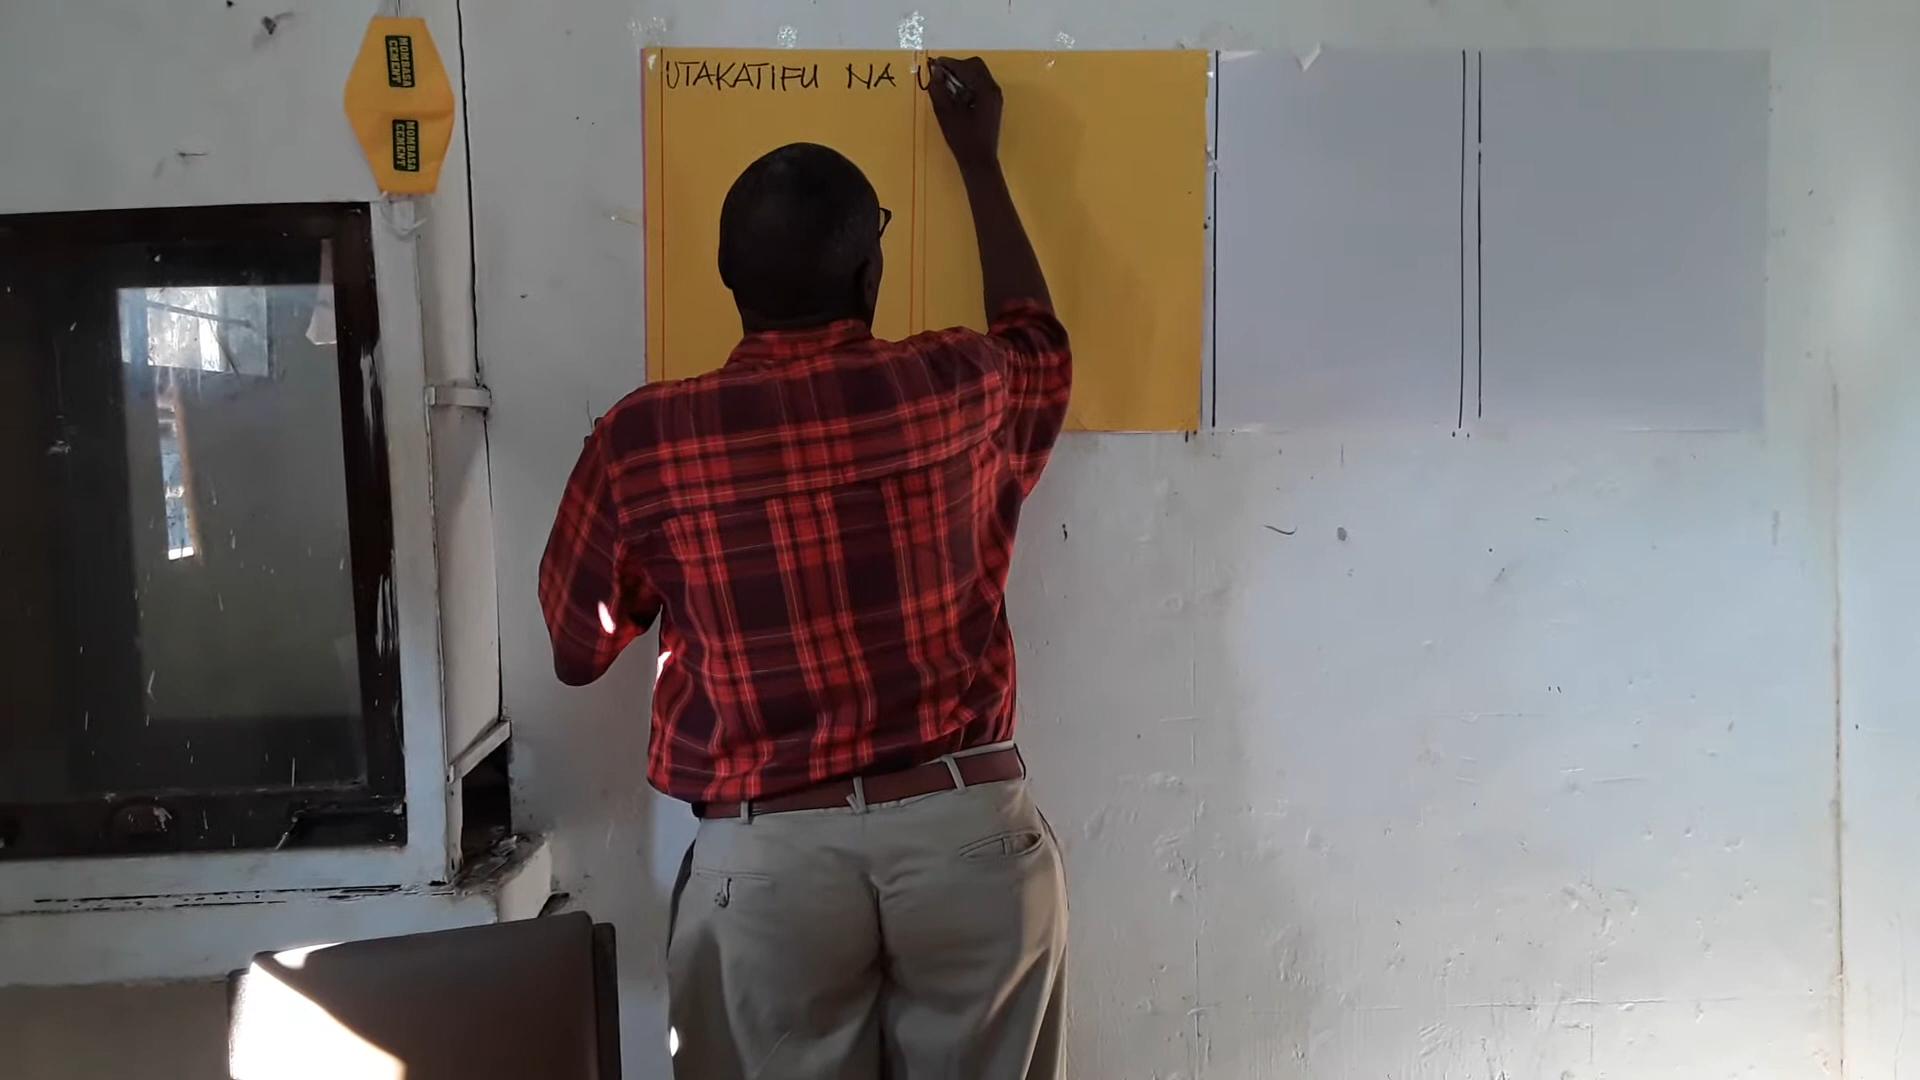 MOMBASA
CEMENT
MOMBASA
CEMENT
UTAKATIFU NA U